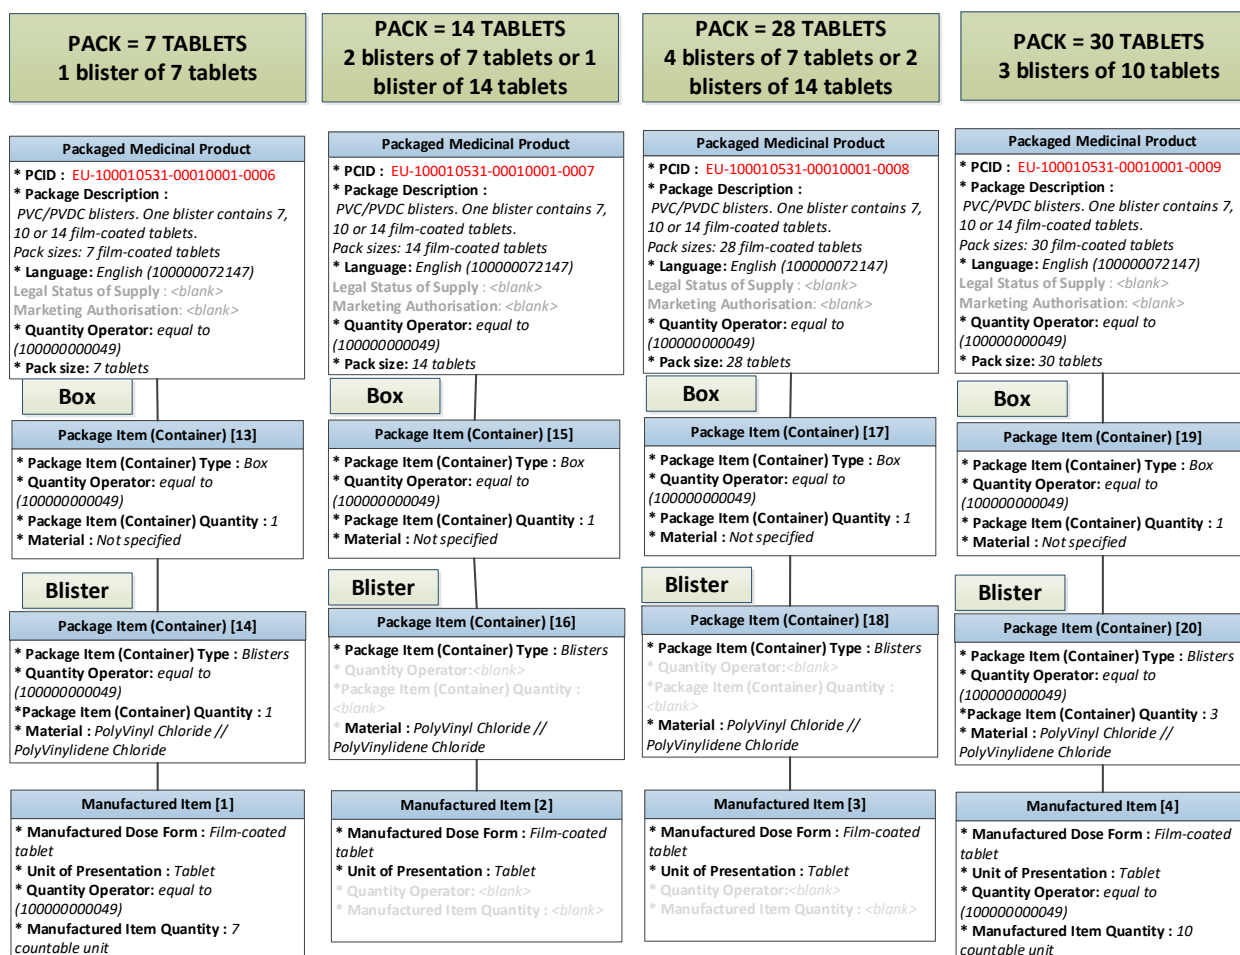 PACK = 7 TABLETS
1 blister of 7 tablets
Packaged Medicinal Product
* PCID : EU-100010531-00010001-0006
* Package Description :
PVC/PVDC blisters. One blister contains 7,
10 or 14 film-coated tablets.
Pack sizes: 7 film-coated tablets
* Language: English (100000072147)
Legal Status of Supply : <blank>
Marketing Authorisation: <blank>
* Quantity Operator: equal to
(100000000049)
* Pack size: 7 tablets
Box
Package Item (Container) [13]
* Package Item (Container) Type : Box
* Quantity Operator: equal to
(100000000049)
* Package Item (Container) Quantity : 1
* Material : Not specified
Blister
Package Item (Container) [14]
* Package Item (Container) Type : Blisters
* Quantity Operator: equal to
(100000000049)
*Package Item (Container) Quantity : 1
* Material : PolyVinyl Chloride //
PolyVinylidene Chloride
Manufactured Item [1]
* Manufactured Dose Form : Film-coated
tablet
* Unit of Presentation : Tablet
* Quantity Operator: equal to
(100000000049)
* Manufactured Item Quantity : 7
countable unit
PACK = 14 TABLETS
2 blisters of 7 tablets or 1
blister of 14 tablets
Packaged Medicinal Product
* PCID : EU-100010531-00010001-0007
* Package Description :
PVC/PVDC blisters. One blister contains 7,
10 or 14 film-coated tablets.
Pack sizes: 14 film-coated tablets
* Language: English (100000072147)
Legal Status of Supply : <blank>
Marketing Authorisation: <blank>
* Quantity Operator: equal to
(100000000049)
* Pack size: 14 tablets
Box
Package Item (Container) [15]
* Package Item (Container) Type : Box
* Quantity Operator: equal to
(100000000049)
* Package Item (Container) Quantity : 1
* Material : Not specified
Blister
Package Item (Container) [16]
* Package Item (Container) Type : Blisters
* Quantity Operator:<blank>
*Package Item (Container) Quantity :
<blank>
* Material : PolyVinyl Chloride //
PolyVinylidene Chloride
Manufactured Item [2]
* Manufactured Dose Form : Film-coated
tablet
* Unit of Presentation : Tablet
* Quantity Operator: <blank>
* Manufactured Item Quantity : <blank>
PACK = 28 TABLETS
4 blisters of 7 tablets or 2
blisters of 14 tablets
Packaged Medicinal Product
* PCID : EU-100010531-00010001-0008
* Package Description :
PVC/PVDC blisters. One blister contains 7,
10 or 14 film-coated tablets.
Pack sizes: 28 film-coated tablets
* Language: English (100000072147)
Legal Status of Supply : <blank>
Marketing Authorisation: <blank>
* Quantity Operator: equal to
(100000000049)
* Pack size: 28 tablets
Box
Package Item (Container) [17]
* Package Item (Container) Type : Box
* Quantity Operator: equal to
(100000000049)
* Package Item (Container) Quantity : 1
* Material : Not specified
Blister
Package Item (Container) [18]
* Package Item (Container) Type : Blisters
* Quantity Operator:<blank>
*Package Item (Container) Quantity :
<blank>
* Material : PolyVinyl Chloride //
PolyVinylidene Chloride
Manufactured Item [3]
* Manufactured Dose Form : Film-coated
tablet
* Unit of Presentation : Tablet
* Quantity Operator:<blank>
* Manufactured Item Quantity : <blank>
PACK = 30 TABLETS
3 blisters of 10 tablets
Packaged Medicinal Product
* PCID : EU-100010531-00010001-0009
* Package Description :
PVC/PVDC blisters. One blister contains 7,
10 or 14 film-coated tablets.
Pack sizes: 30 film-coated tablets
* Language: English (100000072147)
Legal Status of Supply : <blank>
Marketing Authorisation: <blank>
* Quantity Operator: equal to
(100000000049)
* Pack size: 30 tablets
Box
Package Item (Container) [19]
* Package Item (Container) Type : Box
* Quantity Operator: equal to
(100000000049)
* Package Item (Container) Quantity : 1
* Material : Not specified
Blister
Package Item (Container) [20]
* Package Item (Container) Type : Blisters
* Quantity Operator: equal to
(100000000049)
*Package Item (Container) Quantity : 3
* Material : PolyVinyl Chloride //
PolyVinylidene Chloride
Manufactured Item [4]
* Manufactured Dose Form : Film-coated
tablet
* Unit of Presentation : Tablet
* Quantity Operator: equal to
(100000000049)
* Manufactured Item Quantity : 10
countable unit